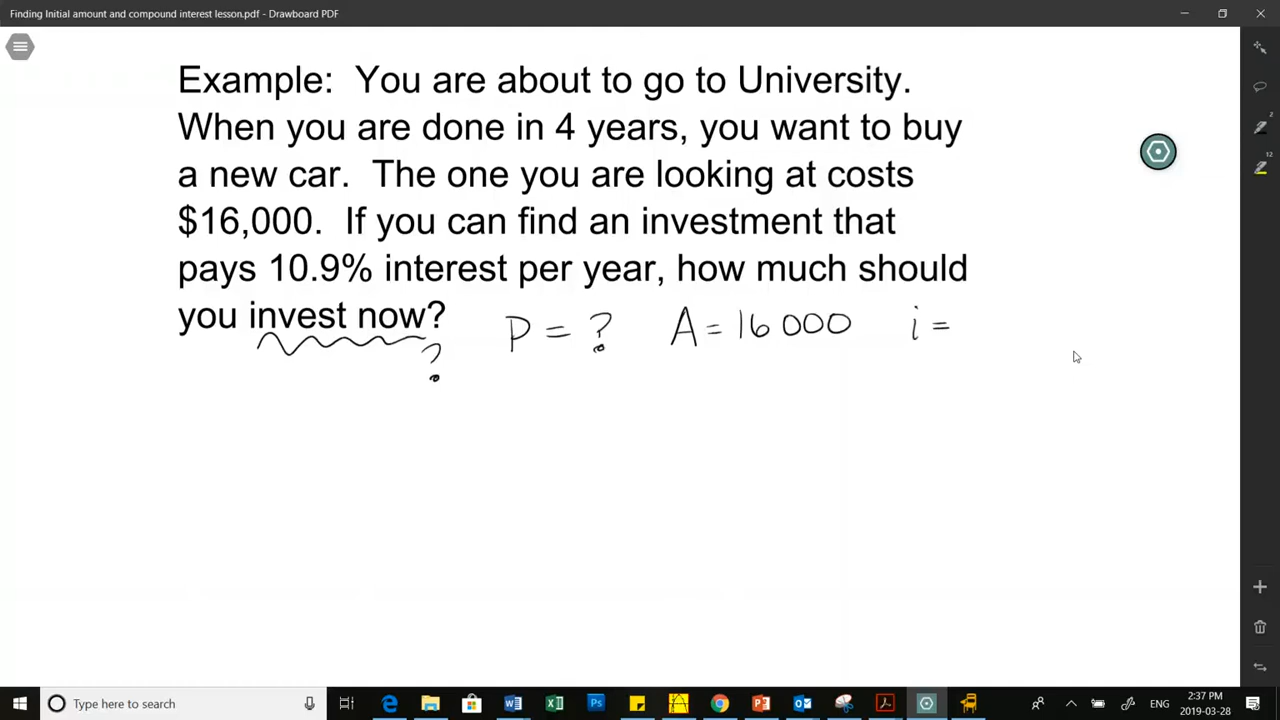 Finding Initial amount and compound interest lesson.pdf - Drawboard PDF
Example: You are about to go to University.
When you are done in 4 years, you want to buy
a new car. The one you are looking at costs
$16,000. If you can find an investment that
pays 10.9% interest per year, how much should
you invest now?
P = ? A = 16 000 i =
?
2
12
Type here to search
ENG
2:37 PM
2019-03-28